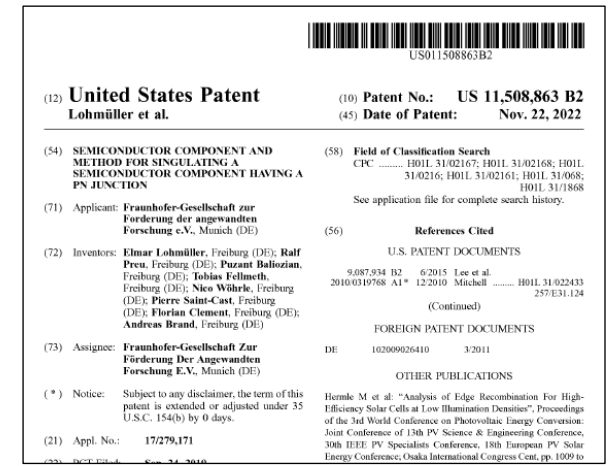 US011508863B2
(12) United States Patent
Lohmüller et al.
(10) Patent No.: US 11,508,863 B2
(45) Date of Patent: Nov. 22, 2022
(54) SEMICONDUCTOR COMPONENT AND
METHOD FOR SINGULATING A
SEMICONDUCTOR COMPONENT HAVING A
PN JUNCTION
(71) Applicant: Fraunhofer-Gesellschaft zur
Forderung der angewandten
Forschung e.V., Munich (DE)
(72) Inventors: Elmar Lohmüller, Freiburg (DE); Ralf
Preu, Freiburg (DE); Puzant Baliozian,
Freiburg (DE); Tobias Fellmeth,
Freiburg (DE); Nico Wöhrle, Freiburg
(DE); Pierre Saint-Cast, Freiburg
(DE); Florian Clement, Freiburg (DE);
Andreas Brand, Freiburg (DE)
(73) Assignee: Fraunhofer-Gesellschaft Zur
Förderung Der Angewandten
Forschung E.V., Munich (DE)
( * ) Notice: Subject to any disclaimer, the term of this
patent is extended or adjusted under 35
U.S.C. 154(b) by 0 days.
(21) Appl. No.: 17/279,171
(22) PCT Filed: Sep. 24, 2019
(58) Field of Classification Search
CPC ......... H01L 31/02167; H01L 31/02168; H01L
31/0216; H01L 31/02161; H01L 31/068;
H01L 31/1868
See application file for complete search history.
(56) References Cited
U.S. PATENT DOCUMENTS
9,087,934 B2 6/2015 Lee et al.
2010/0319768 A1* 12/2010 Mitchell ......... H01L 31/022433
257/E31.124
(Continued)
FOREIGN PATENT DOCUMENTS
DE 102009026410 3/2011
OTHER PUBLICATIONS
Hermle M et al: “Analysis of Edge Recombination For High-
Efficiency Solar Cells at Low Illumination Densities”, Proceedings
of the 3rd World Conference on Photovoltaic Energy Conversion:
Joint Conference of 13th PV Science & Engineering Conference,
30th IEEE PV Specialists Conference, 18th European PV Solar
Energy Conference; Osaka International Congress Cent, pp. 1009 to